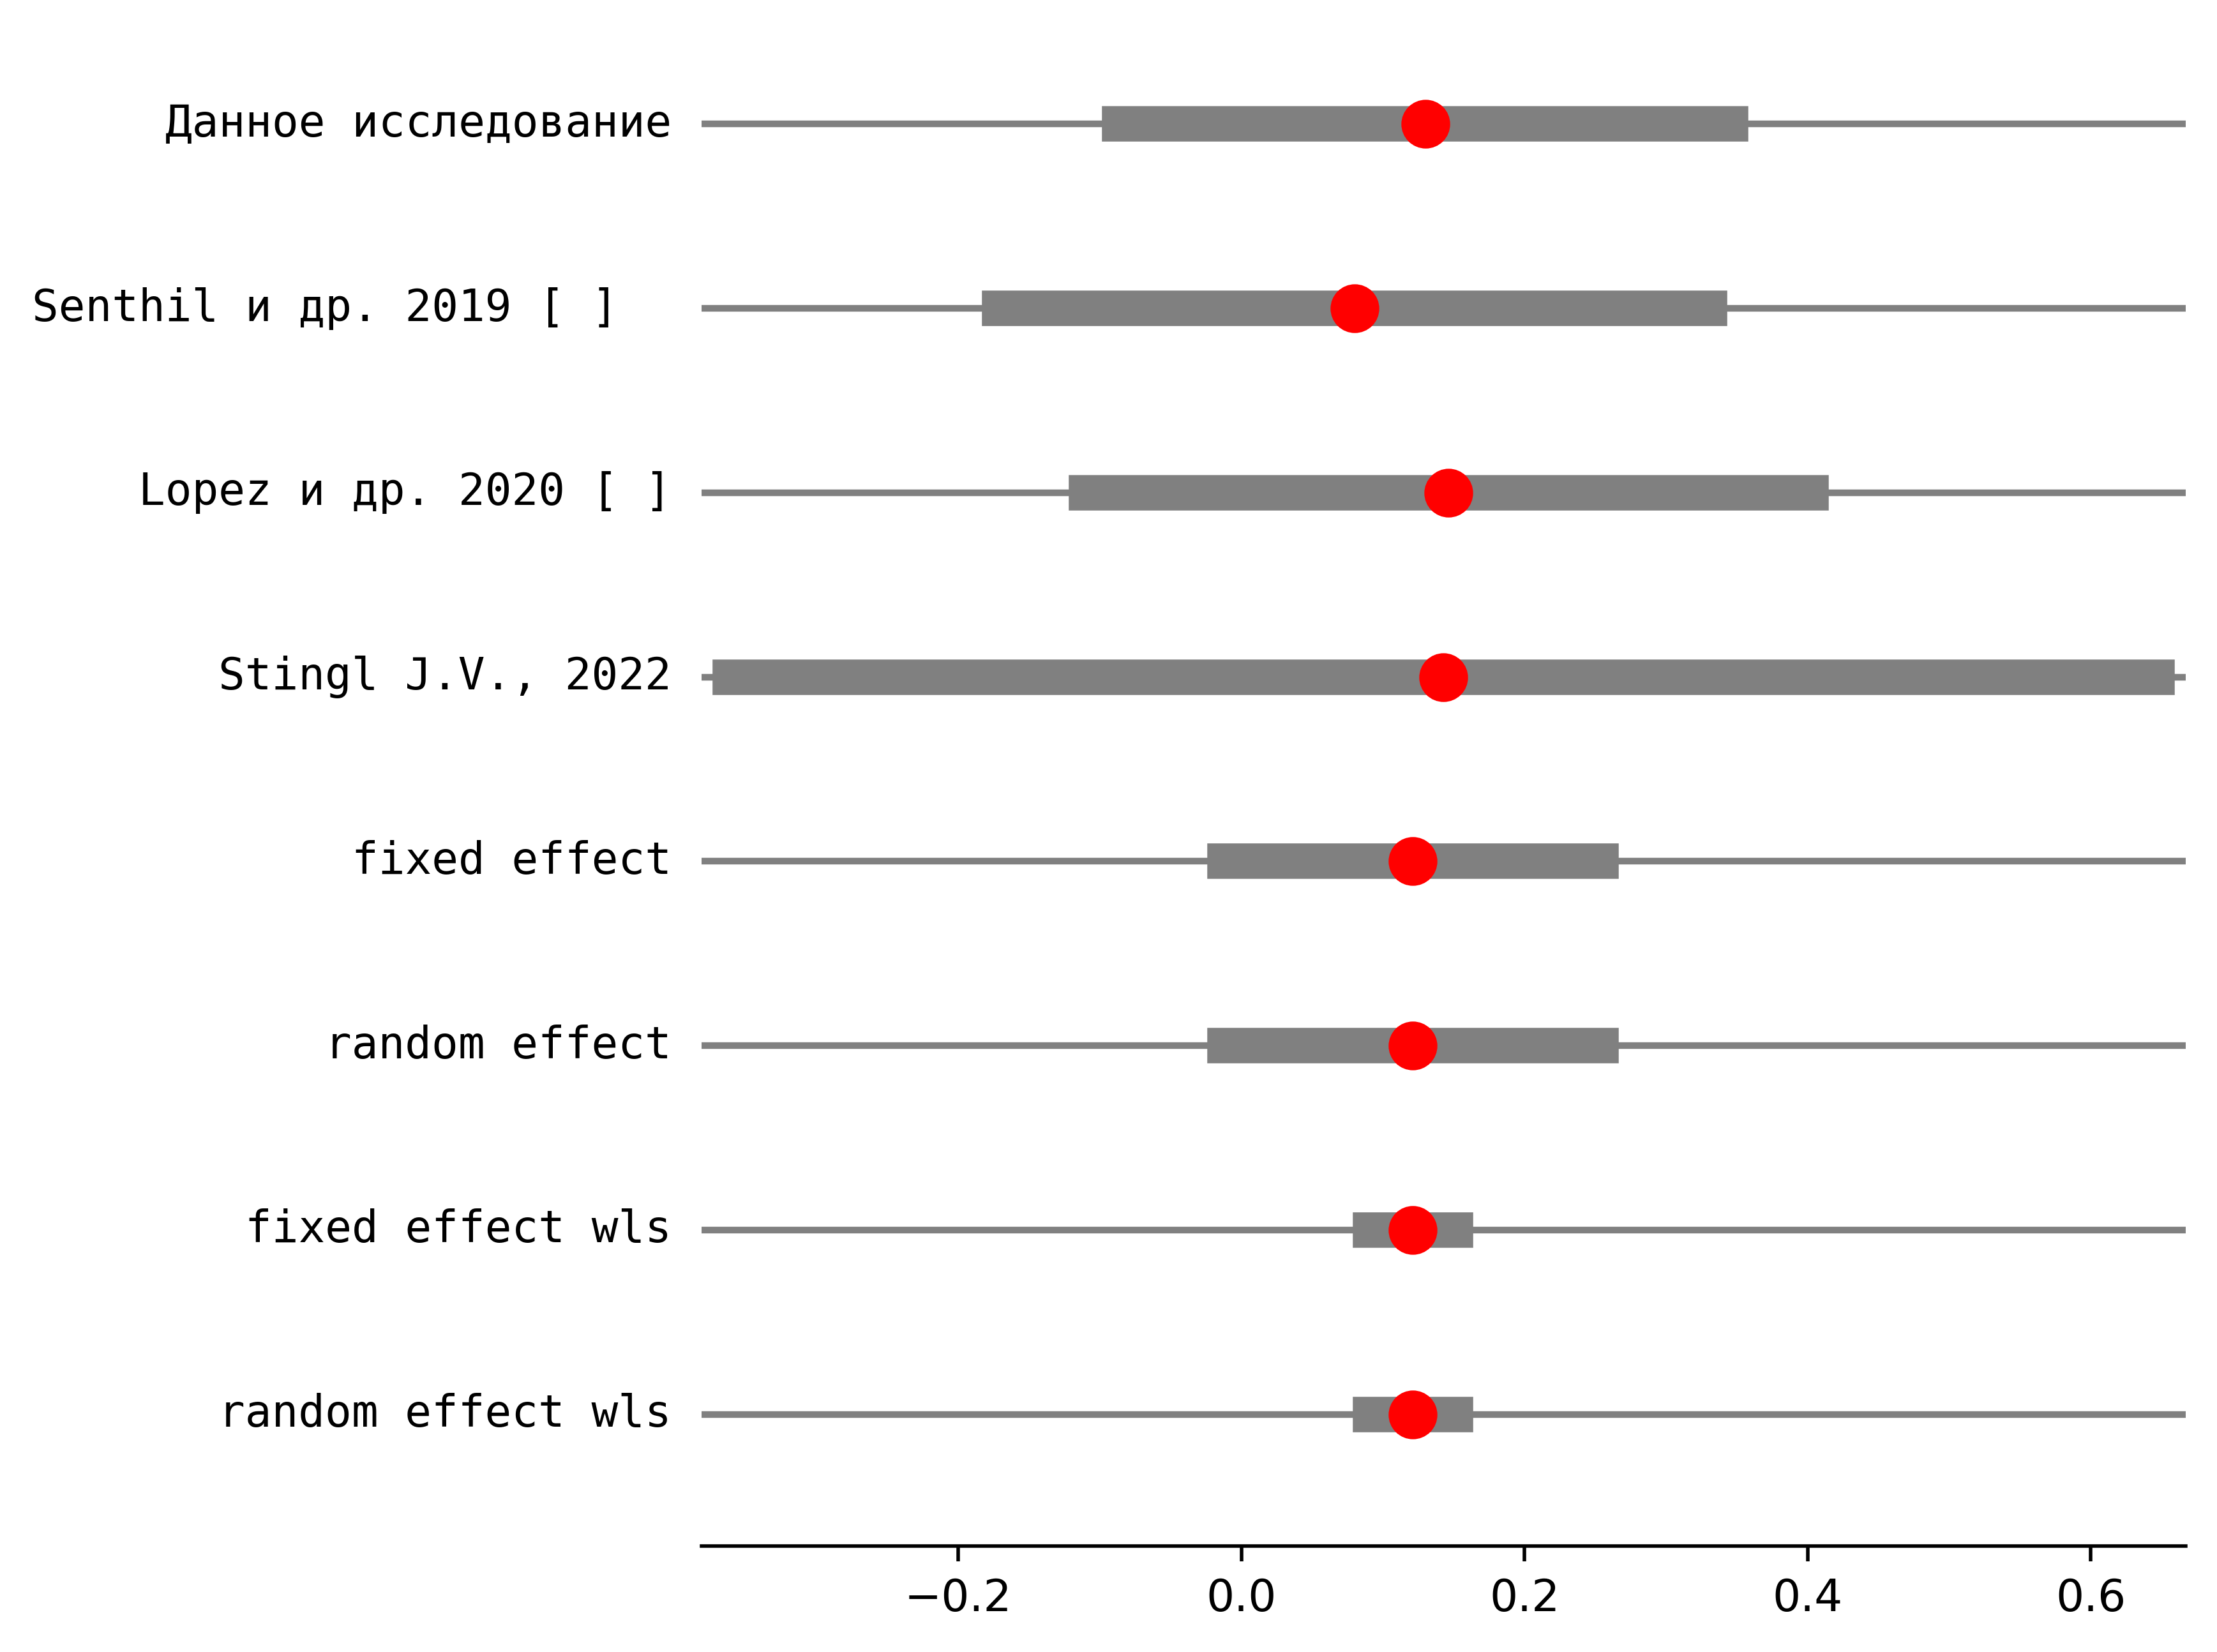 Данное исследование
Senthil и др. 2019 [ ]
Lopez и др. 2020 [ ]
Stingl J.V., 2022
fixed effect
random effect
fixed effect wls
random effect wls
−0.2 0.0 0.2 0.4 0.6